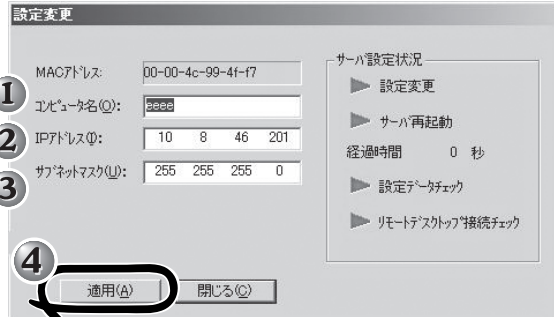 設定変更
MACアドレス: 00-00-4c-99-4f-f7
1 コンピュータ名(O): aaaa
2 IPアドレス(I): 10 8 46 201
3 サブネットマスク(U): 255 255 255 0
サーバ設定状況
設定変更
サーバ再起動
経過時間 0 秒
設定データチェック
リモートデスクトップ接続チェック
4
適用(A) 閉じる(C)